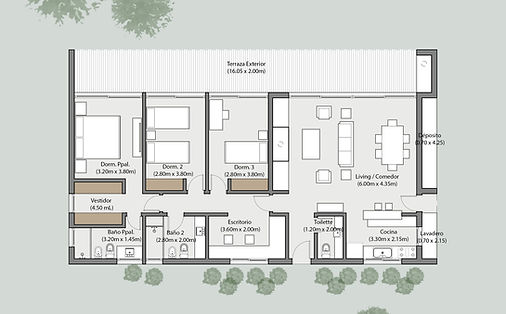 Terraza Exterior
(16.05 x 2.00m)
Depósito
(0.70 x 4.25)
Dorm. Ppal.
(3.20m x 3.80m)
Dorm. 2
(2.80m x 3.80m)
Dorm. 3
(2.80m x 3.80m)
Living / Comedor
(6.00m x 4.35m)
Vestidor
(4.50 mL)
Escritorio
(3.60m x 2.00m)
Toilette
(1.20m x 2.00m)
Baño Ppal.
(3.20m x 1.45m)
Baño 2
(2.80m x 2.00m)
Cocina
(3.30m x 2.15m)
Lavadero
(0.70 x 2.15)